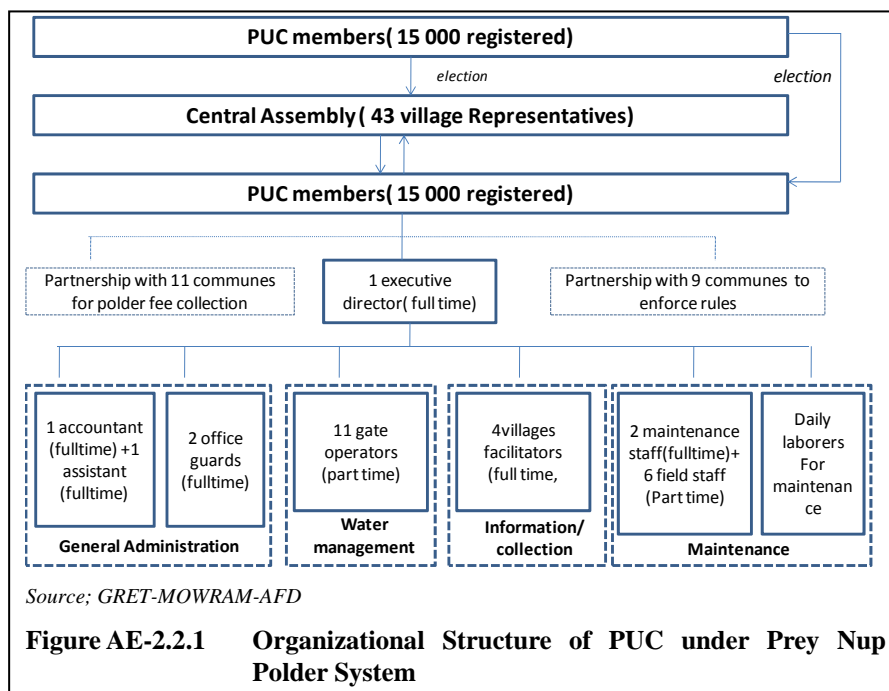 PUC members( 15 000 registered)
election
election
Central Assembly ( 43 village Representatives)
PUC members( 15 000 registered)
Partnership with 11 communes
for polder fee collection
1 executive
director( full time)
Partnership with 9 communes to
enforce rules
1 accountant
(fulltime) +1
assistant
(fulltime)
2 office
guards
(fulltime)
General Administration
11 gate
operators
(part time)
Water
management
4villages
facilitators
(full time,
Information/
collection
2 maintenance
staff(fulltime)+
6 field staff
(Part time)
Daily
laborers
For
maintenan
ce
Maintenance
Source; GRET-MOWRAM-AFD
Figure AE-2.2.1 Organizational Structure of PUC under Prey Nup
Polder System